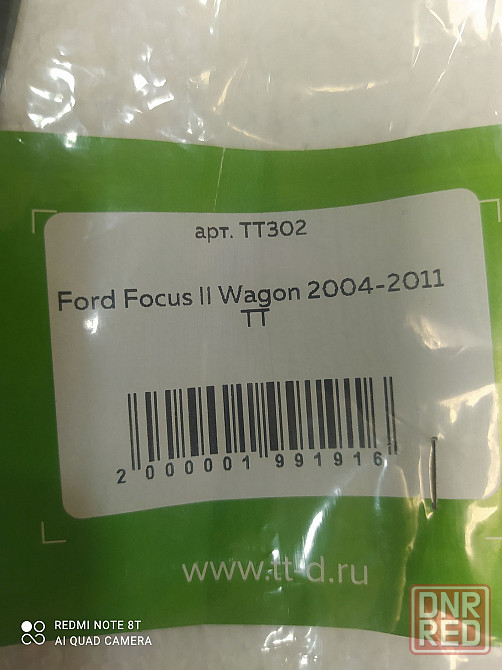 арт. TT302
Ford Focus II Wagon 2004-2011
TT
2 000001 991916
www.tt-d.ru
REDMI NOTE 8T
AI QUAD CAMERA
DNR
RED